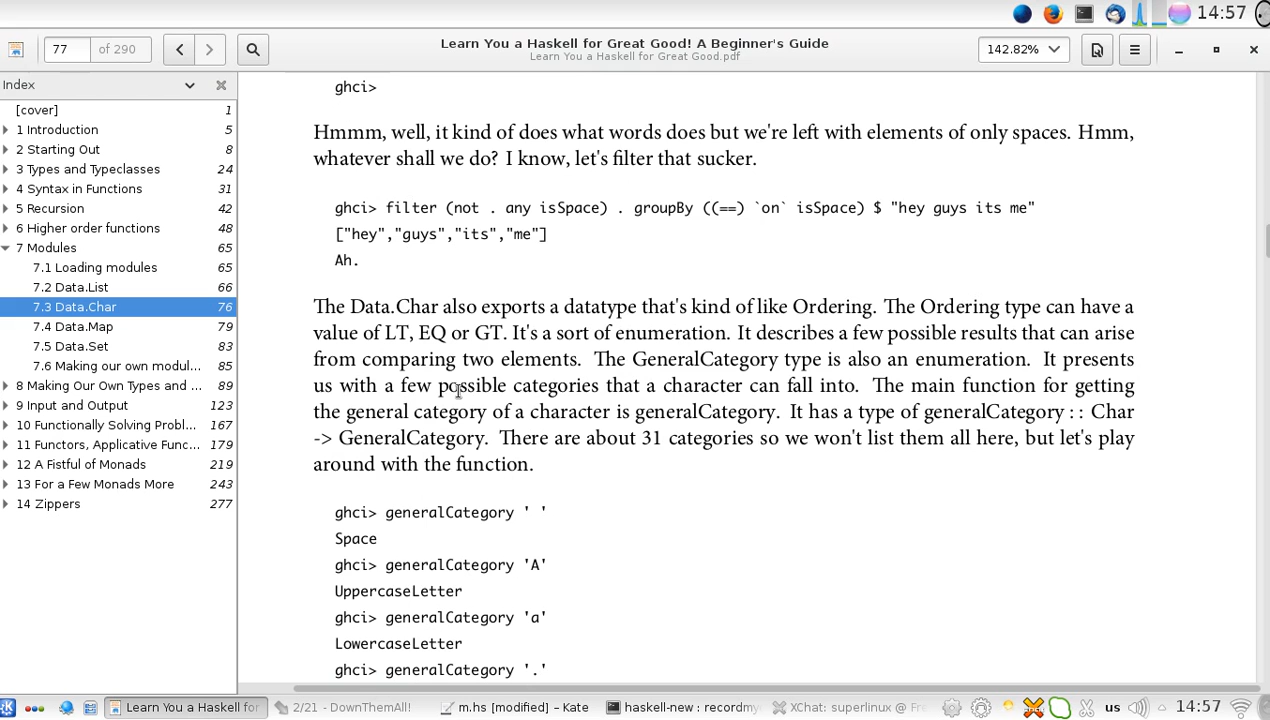 14:57
77 of 290
Learn You a Haskell for Great Good! A Beginner's Guide
Learn You a Haskell for Great Good.pdf
142.82%
Index
[cover] 1
1 Introduction 5
2 Starting Out 8
3 Types and Typeclasses 24
4 Syntax in Functions 31
5 Recursion 42
6 Higher order functions 48
7 Modules 65
7.1 Loading modules 65
7.2 Data.List 66
7.3 Data.Char 76
7.4 Data.Map 79
7.5 Data.Set 83
7.6 Making our own modul... 85
8 Making Our Own Types and ... 89
9 Input and Output 123
10 Functionally Solving Probl... 167
11 Functors, Applicative Func... 179
12 A Fistful of Monads 219
13 For a Few Monads More 243
14 Zippers 277
ghci>
Hmmm, well, it kind of does what words does but we're left with elements of only spaces. Hmm,
whatever shall we do? I know, let's filter that sucker.
ghci> filter (not . any isSpace) . groupBy ((==) `on` isSpace) $ "hey guys its me"
["hey","guys","its","me"]
Ah.
The Data.Char also exports a datatype that's kind of like Ordering. The Ordering type can have a
value of LT, EQ or GT. It's a sort of enumeration. It describes a few possible results that can arise
from comparing two elements. The GeneralCategory type is also an enumeration. It presents
us with a few possible categories that a character can fall into. The main function for getting
the general category of a character is generalCategory. It has a type of generalCategory :: Char
-> GeneralCategory. There are about 31 categories so we won't list them all here, but let's play
around with the function.
ghci> generalCategory ' '
Space
ghci> generalCategory 'A'
UppercaseLetter
ghci> generalCategory 'a'
LowercaseLetter
ghci> generalCategory '.'
Learn You a Haskell for
2/21 - DownThemAll!
m.hs [modified] – Kate
haskell-new : recordmy
XChat: superlinux @ Fre
us
14:57